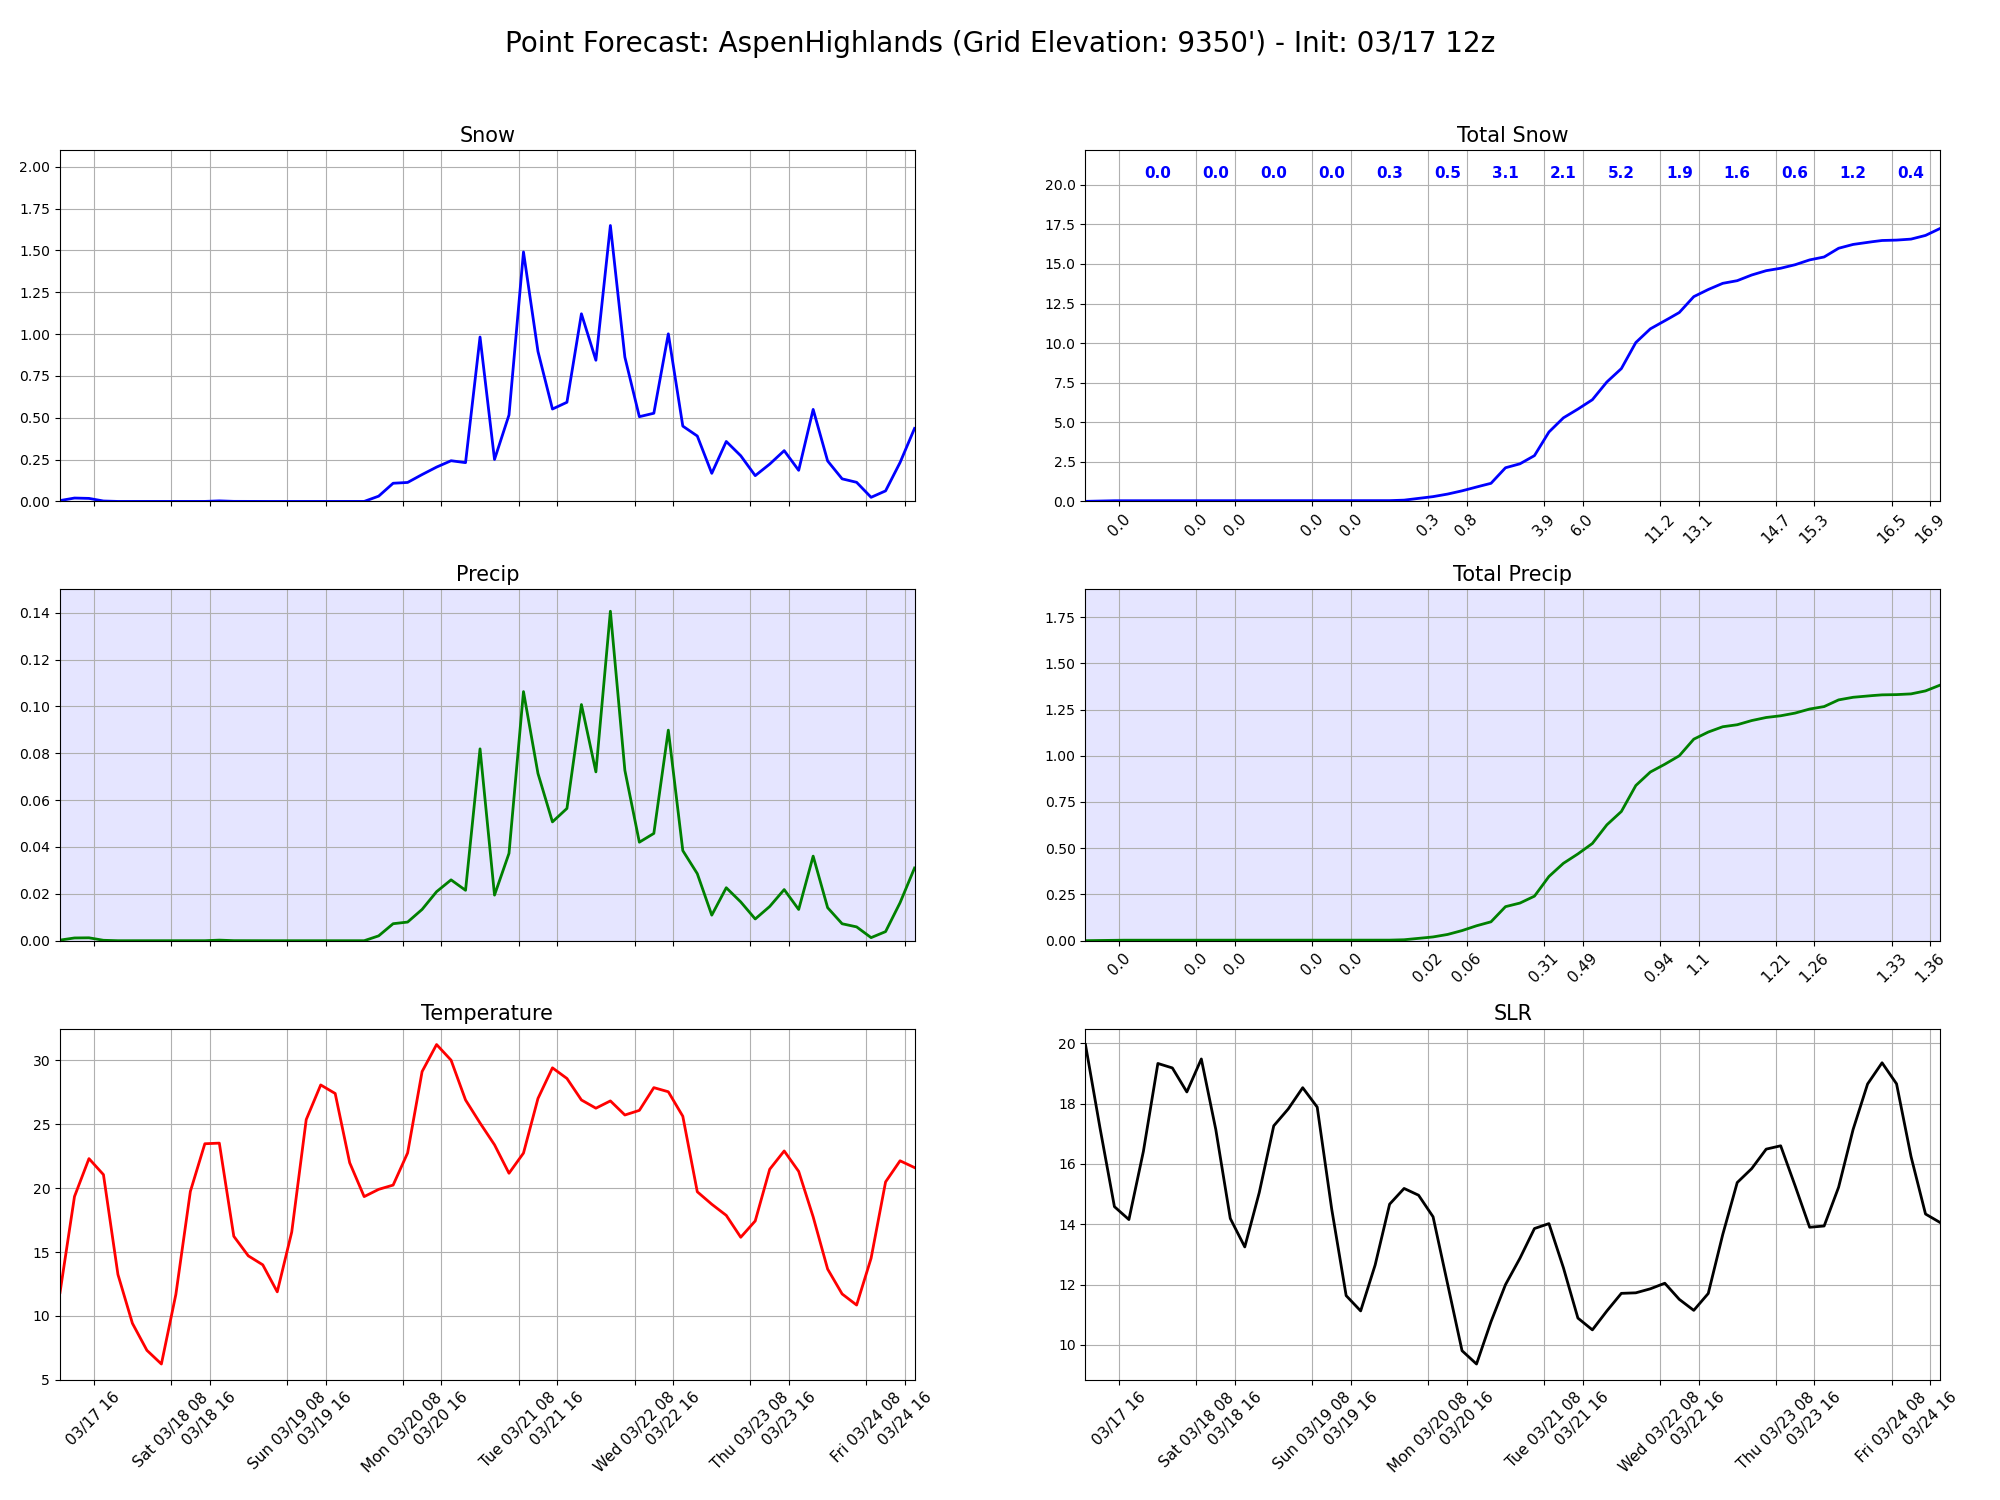 Point Forecast: AspenHighlands (Grid Elevation: 9350') - Init: 03/17 12z
Snow
2.00
1.75
1.50
1.25
1.00
0.75
0.50
0.25
0.00
Total Snow
0.0 0.0 0.0 0.0 0.3 0.5 3.1 2.1 5.2 1.9 1.6 0.6 1.2 0.4
20.0
17.5
15.0
12.5
10.0
7.5
5.0
2.5
0.0
0.0 0.0 0.0 0.0 0.0 0.3 0.8 3.9 6.0 11.2 13.1 14.7 15.3 16.5 16.9
Precip
0.14
0.12
0.10
0.08
0.06
0.04
0.02
0.00
Total Precip
1.75
1.50
1.25
1.00
0.75
0.50
0.25
0.00
0.0 0.0 0.0 0.0 0.0 0.02 0.06 0.31 0.49 0.94 1.1 1.21 1.26 1.33 1.36
Temperature
30
25
20
15
10
5
03/17 16
Sat 03/18 08
03/18 16
Sun 03/19 08
03/19 16
Mon 03/20 08
03/20 16
Tue 03/21 08
03/21 16
Wed 03/22 08
03/22 16
Thu 03/23 08
03/23 16
Fri 03/24 08
03/24 16
SLR
20
18
16
14
12
10
03/17 16
Sat 03/18 08
03/18 16
Sun 03/19 08
03/19 16
Mon 03/20 08
03/20 16
Tue 03/21 08
03/21 16
Wed 03/22 08
03/22 16
Thu 03/23 08
03/23 16
Fri 03/24 08
03/24 16